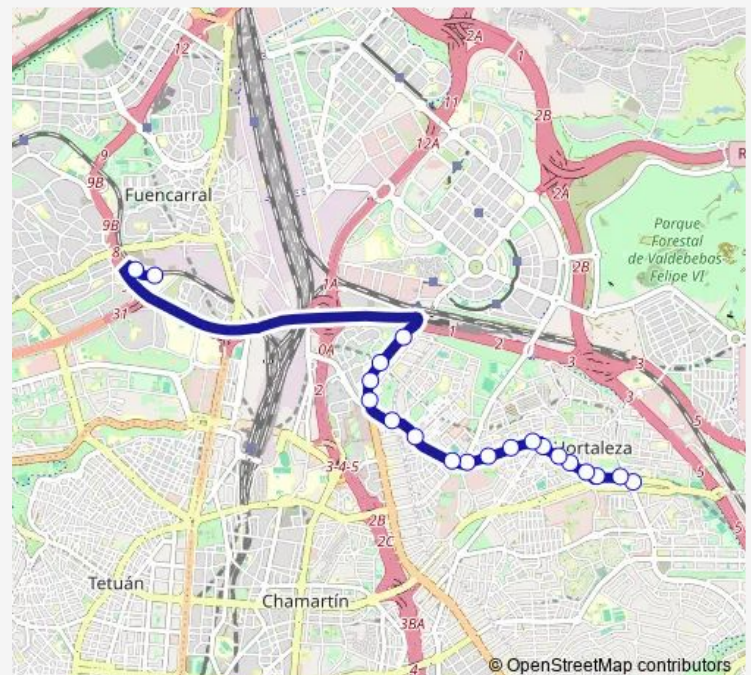 12
2A
1
11
2B
12A
9
9B
R
Fuencarral
2A
9B
Parque
Forestal
de Valdebebas
Felipe VI
8
2B
1A
31
1
2
0A
3
3
2
3
5
Hortaleza
3-4-5
5
2B
2C
5
Tetuán
Chamartín
3BA
4
© OpenStreetMap contributors